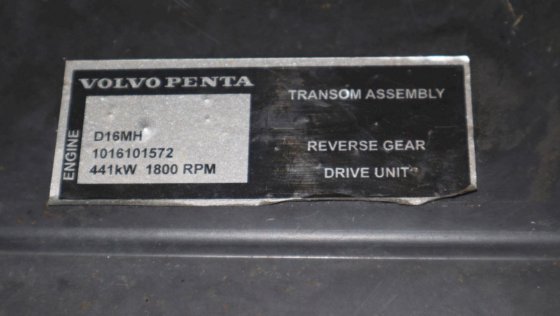 VOLVO PENTA
ENGINE
D16MH
1016101572
441kW 1800 RPM
TRANSOM ASSEMBLY
REVERSE GEAR
DRIVE UNIT